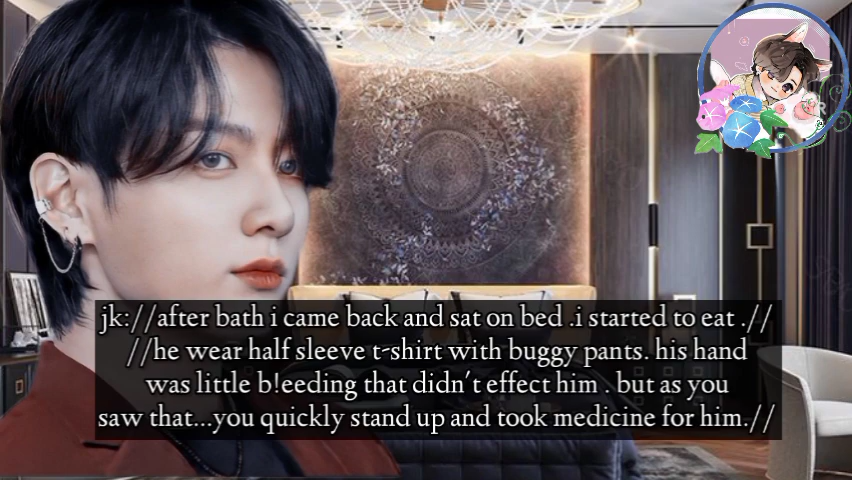 jk://after bath i came back and sat on bed .i started to eat .//
//he wear half sleeve t-shirt with buggy pants. his hand
was little b!eeding that didn't effect him . but as you
saw that...you quickly stand up and took medicine for him.//